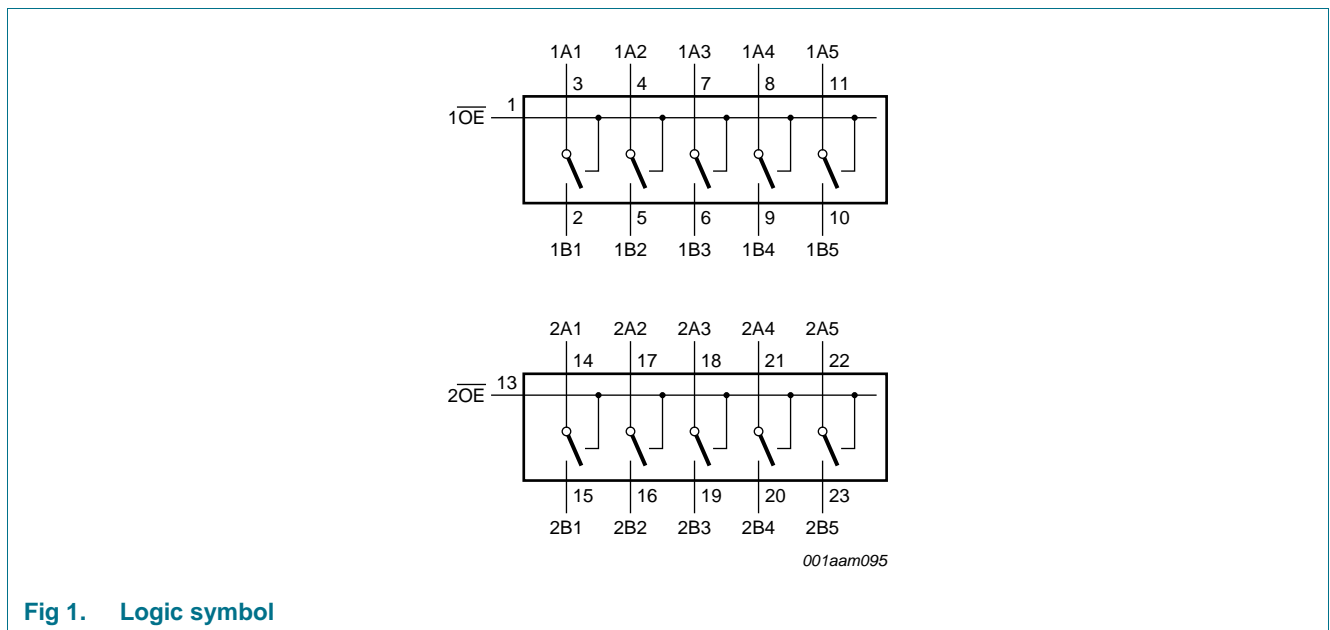 1A1 1A2 1A3 1A4 1A5
3 4 7 8 11
1
1O̅E̅
2 5 6 9 10
1B1 1B2 1B3 1B4 1B5
2A1 2A2 2A3 2A4 2A5
14 17 18 21 22
13
2O̅E̅
15 16 19 20 23
2B1 2B2 2B3 2B4 2B5
001aam095
Fig 1. Logic symbol